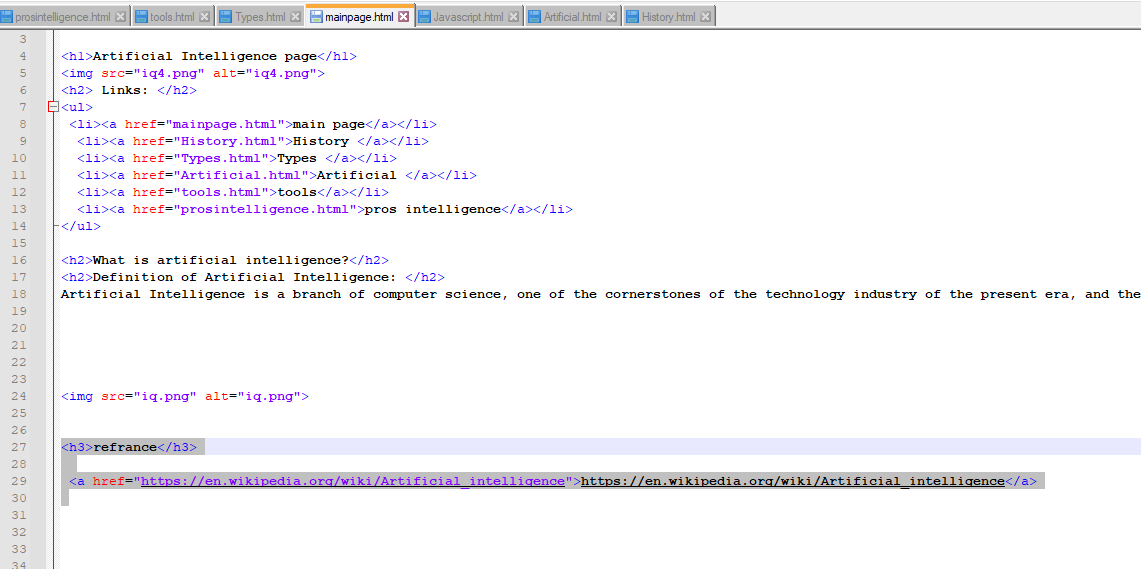 prosintelligence.html tools.html Types.html mainpage.html Javascript.html Artificial.html History.html
3
4 <h1>Artificial Intelligence page</h1>
5 <img src="iq4.png" alt="iq4.png">
6 <h2> Links: </h2>
7 <ul>
8 <li><a href="mainpage.html">main page</a></li>
9 <li><a href="History.html">History </a></li>
10 <li><a href="Types.html">Types </a></li>
11 <li><a href="Artificial.html">Artificial </a></li>
12 <li><a href="tools.html">tools</a></li>
13 <li><a href="prosintelligence.html">pros intelligence</a></li>
14 </ul>
15
16 <h2>What is artificial intelligence?</h2>
17 <h2>Definition of Artificial Intelligence: </h2>
18 Artificial Intelligence is a branch of computer science, one of the cornerstones of the technology industry of the present era, and the
19
20
21
22
23
24 <img src="iq.png" alt="iq.png">
25
26
27 <h3>refrance</h3>
28
29 <a href="https://en.wikipedia.org/wiki/Artificial_intelligence">https://en.wikipedia.org/wiki/Artificial_intelligence</a>
30
31
32
33
34